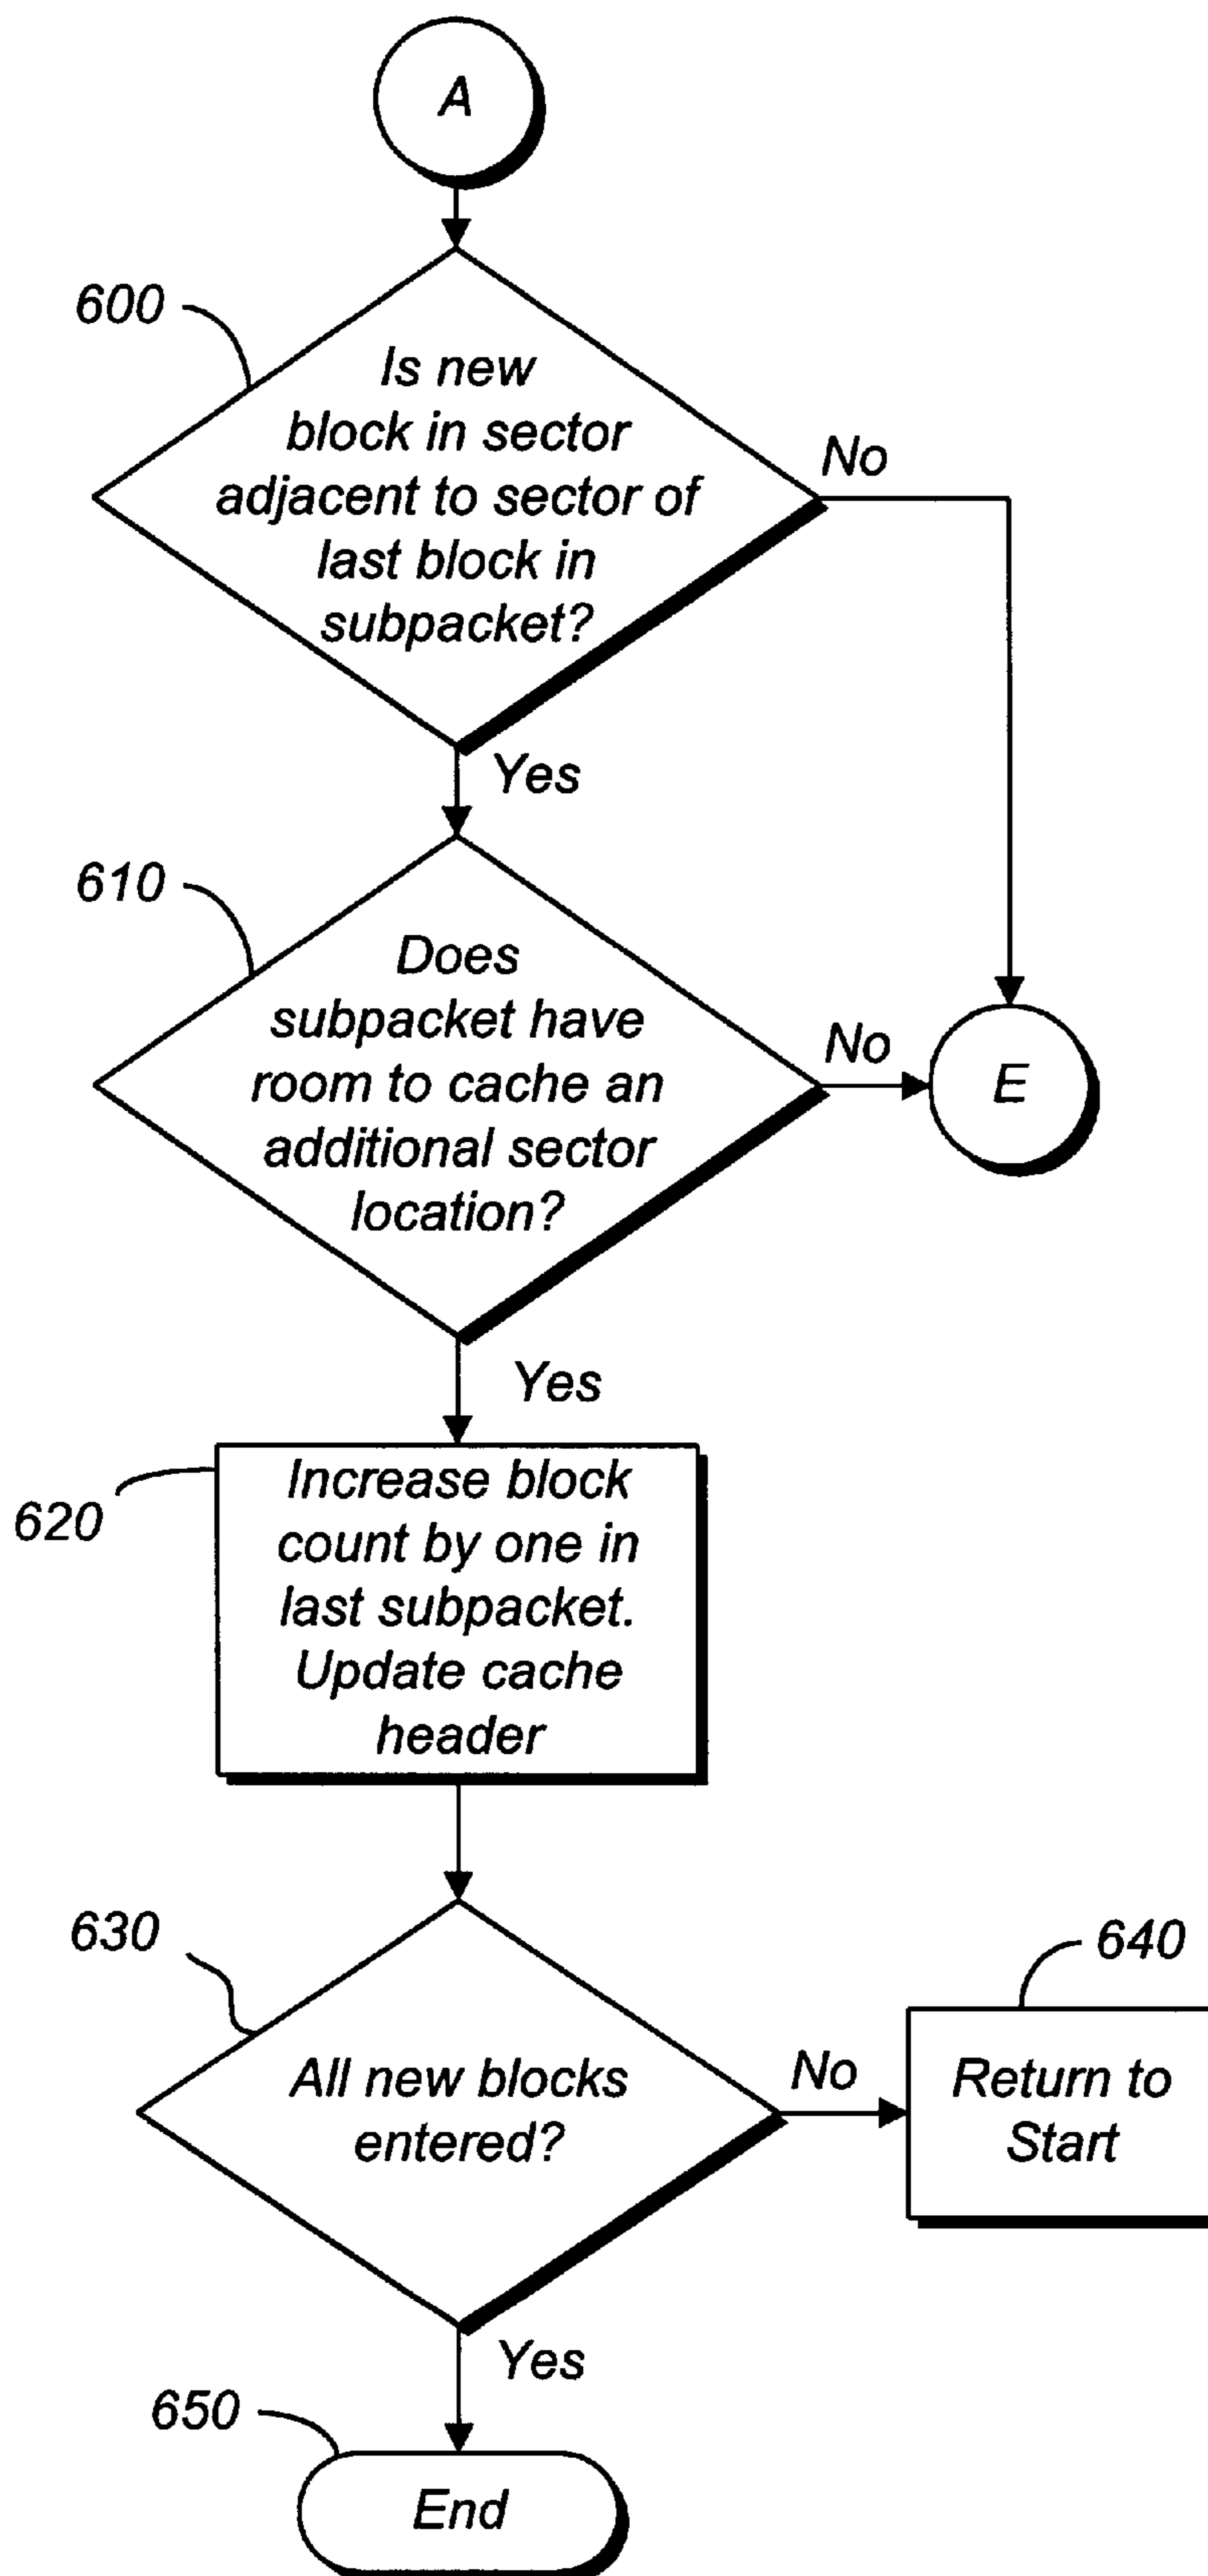 A
600
Is new
block in sector
adjacent to sector of
last block in
subpacket?
No
Yes
610
Does
subpacket have
room to cache an
additional sector
location?
No
E
Yes
620
Increase block
count by one in
last subpacket.
Update cache
header
630
All new blocks
entered?
No
640
Return to
Start
Yes
650
End